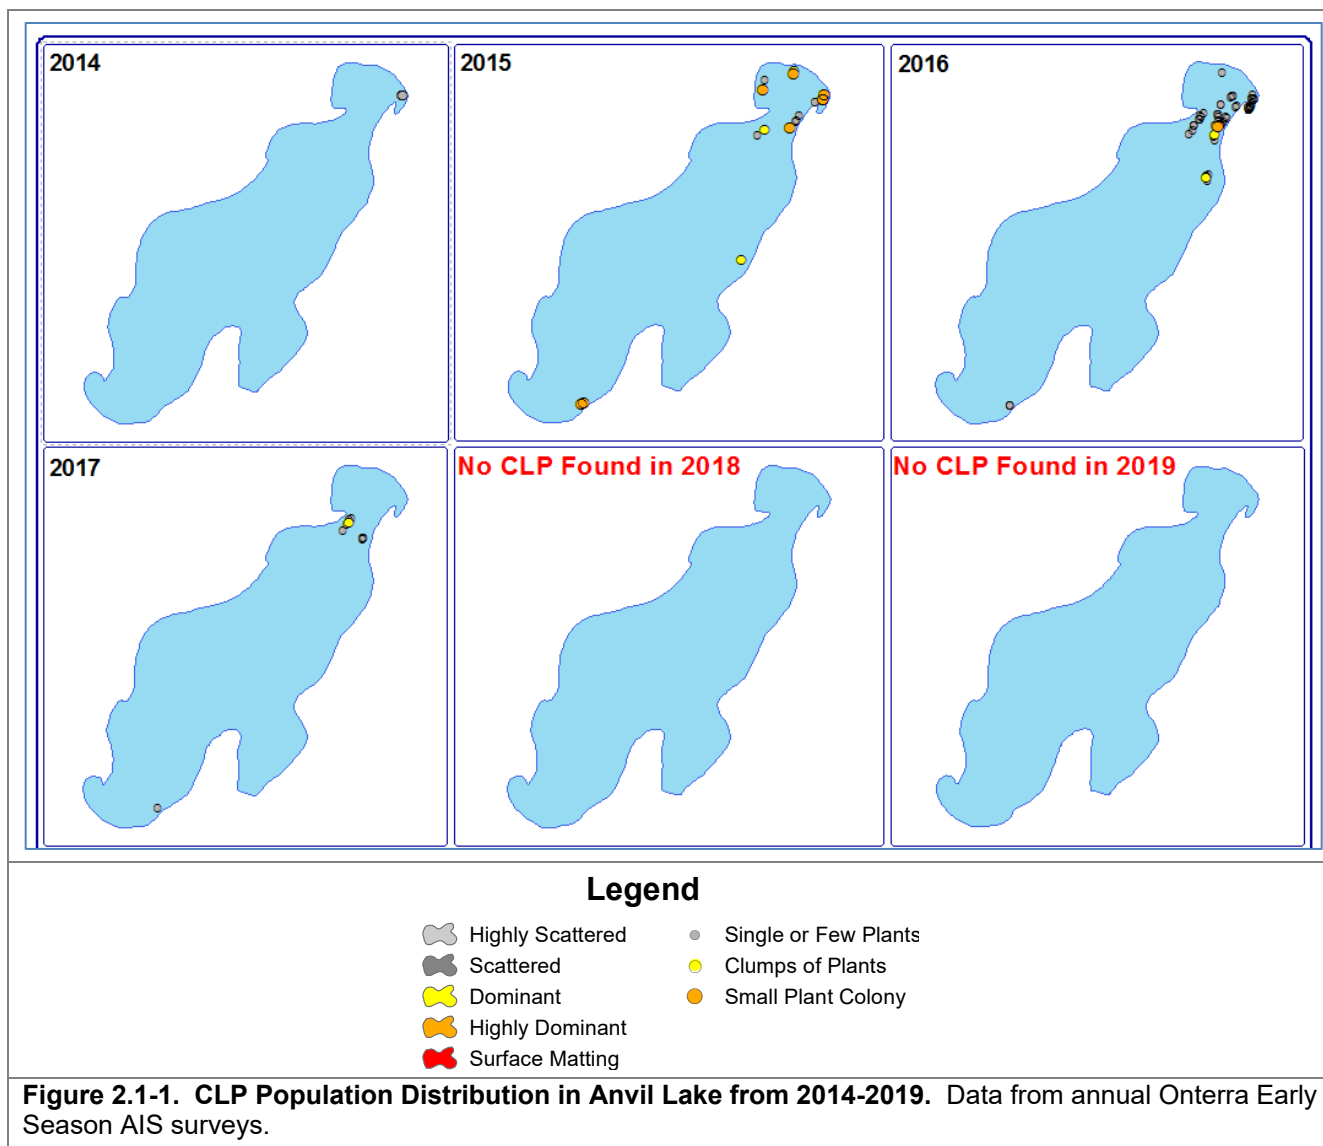 2014
2015
2016
2017
No CLP Found in 2018
No CLP Found in 2019
Legend
Highly Scattered
Scattered
Dominant
Highly Dominant
Surface Matting
Single or Few Plants
Clumps of Plants
Small Plant Colony
Figure 2.1-1. CLP Population Distribution in Anvil Lake from 2014-2019. Data from annual Onterra Early
Season AIS surveys.